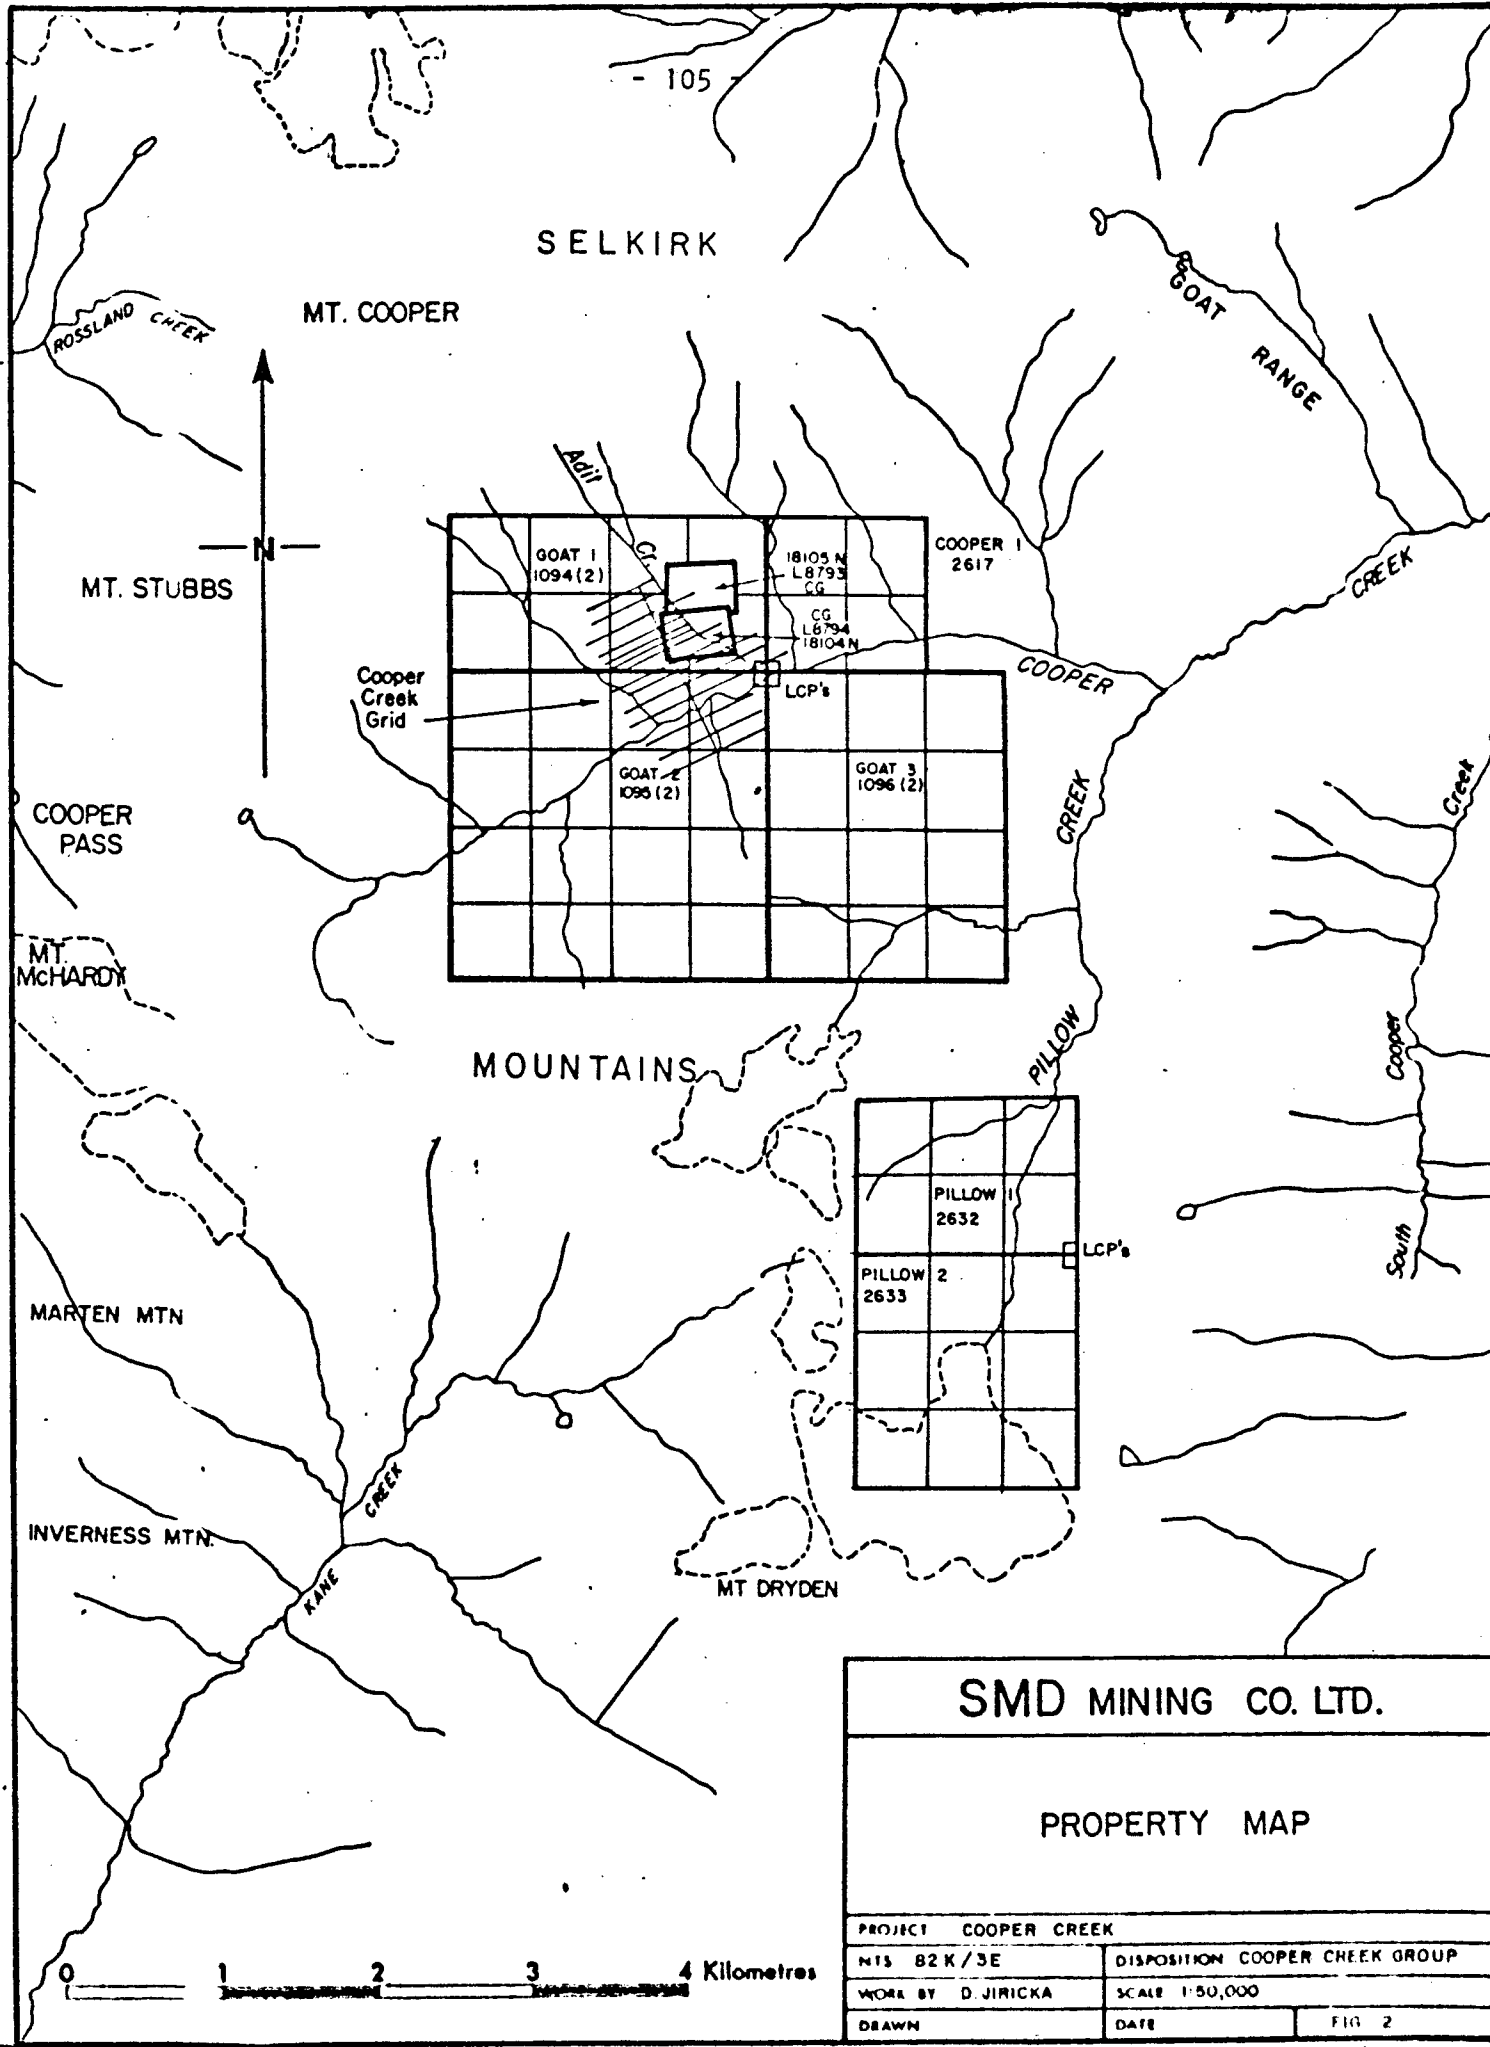 - 105 -
SELKIRK
MT. COOPER
ROSSLAND CREEK
GOAT
RANGE
Adit
Cr.
N
MT. STUBBS
GOAT 1
1094(2)
18105 N
L8793
CG
CG
L8794
18104 N
COOPER 1
2617
CREEK
COOPER
Cooper
Creek
Grid
LCP's
GOAT 2
1095(2)
GOAT 3
1096(2)
CREEK
Creek
COOPER
PASS
MT.
McHARDY
MOUNTAINS
PILLOW
Cooper
PILLOW 1
2632
LCP's
South
PILLOW 2
2633
MARTEN MTN
CREEK
INVERNESS MTN.
KANE
MT DRYDEN
SMD MINING CO. LTD.
PROPERTY MAP
PROJECT COOPER CREEK
NTS 82 K/3E
DISPOSITION COOPER CREEK GROUP
WORK BY D. JIRICKA
SCALE 1:50,000
DRAWN
DATE
FIG 2
0 1 2 3 4 Kilometres